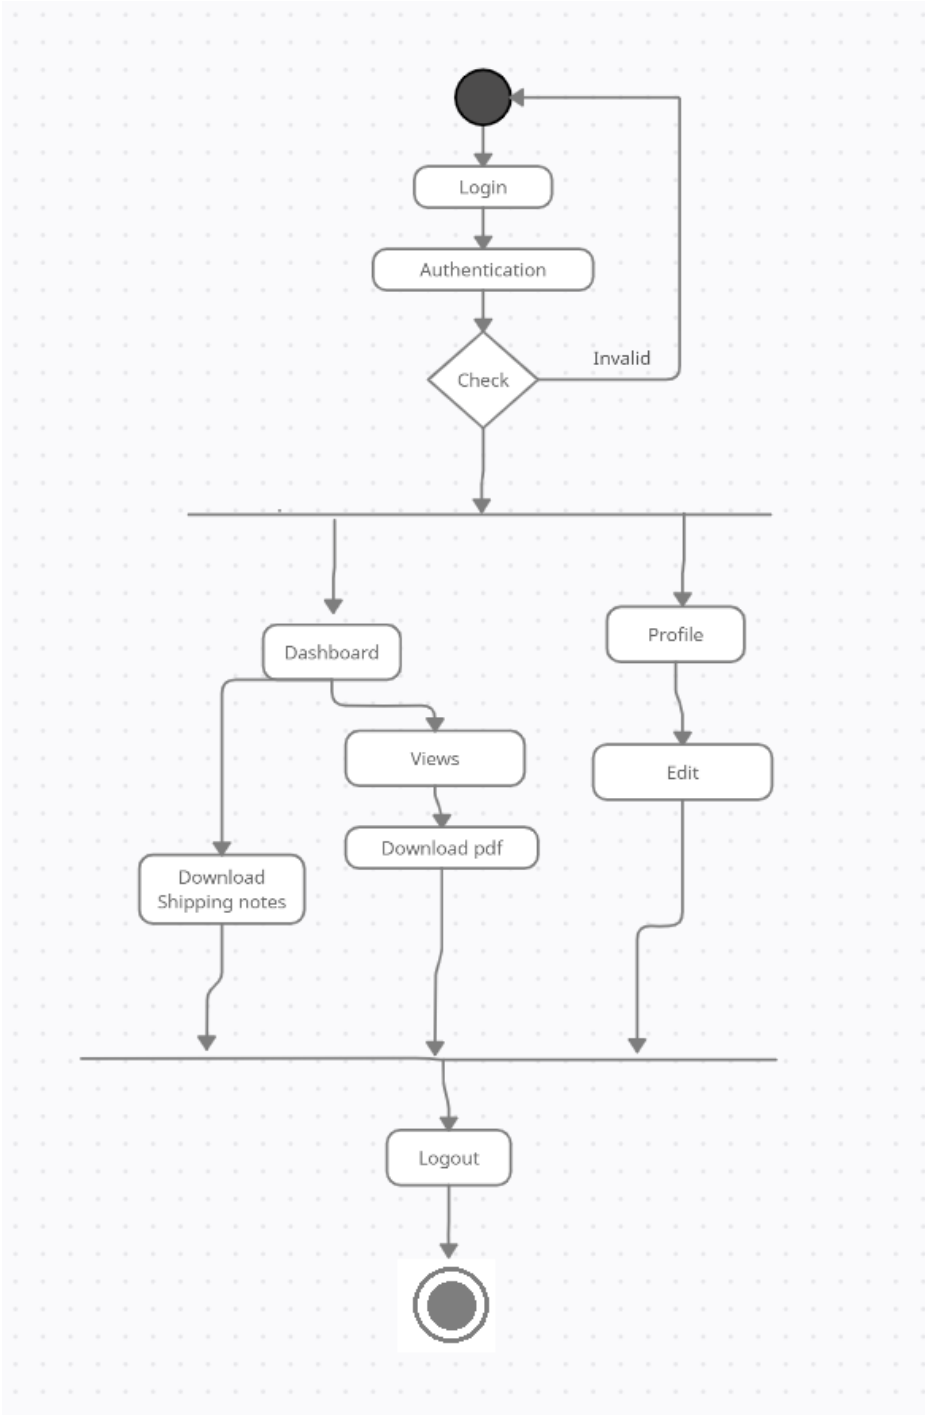 Login
Authentication
Invalid
Check
Profile
Dashboard
Views
Edit
Download pdf
Download
Shipping notes
Logout